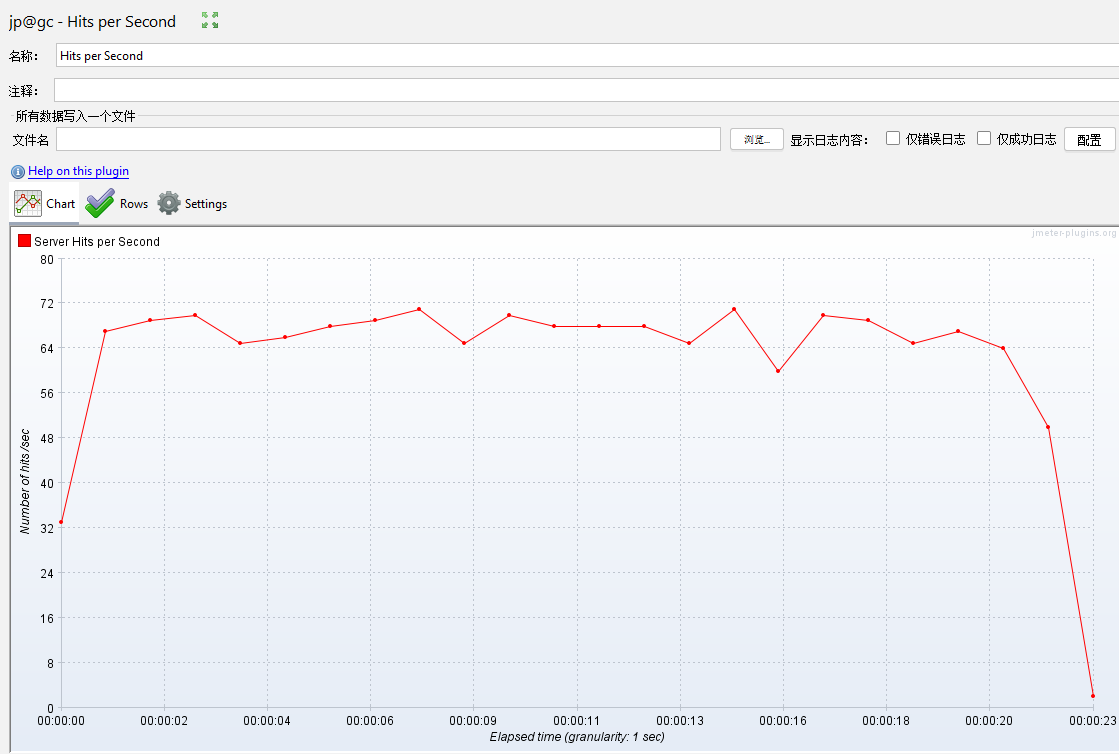 jp@gc - Hits per Second
名称： Hits per Second
注释：
所有数据写入一个文件
文件名 浏览... 显示日志内容： 仅错误日志 仅成功日志 配置
Help on this plugin
Chart Rows Settings
Server Hits per Second jmeter-plugins.org
80
72
64
56
48
40
32
24
16
8
0
Number of hits /sec
00:00:00 00:00:02 00:00:04 00:00:06 00:00:09 00:00:11 00:00:13 00:00:16 00:00:18 00:00:20 00:00:23
Elapsed time (granularity: 1 sec)